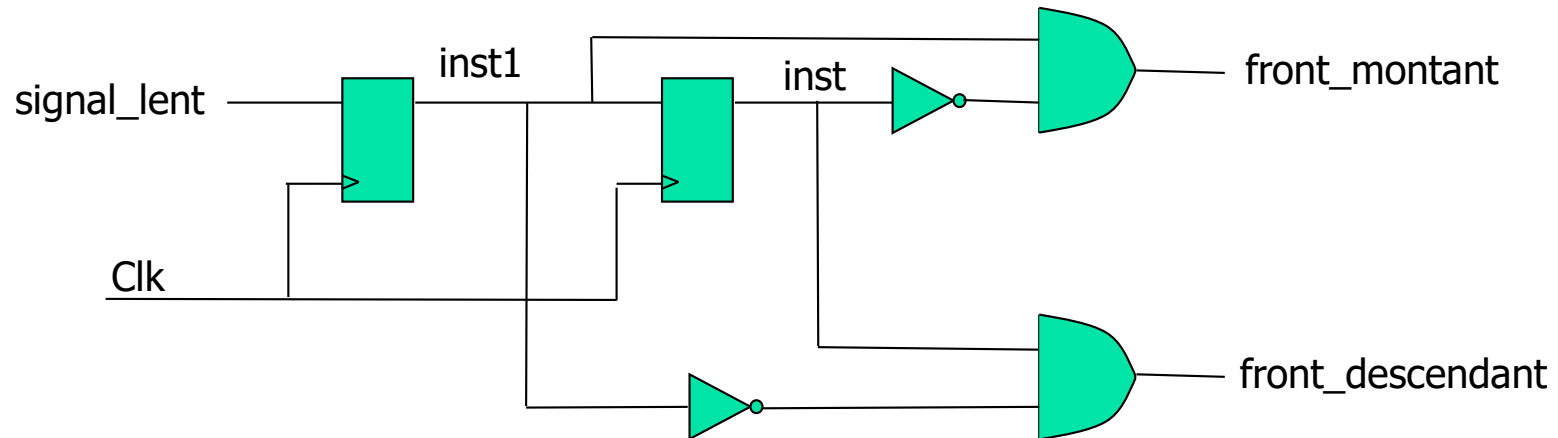 signal_lent
inst1
inst
front_montant
Clk
front_descendant